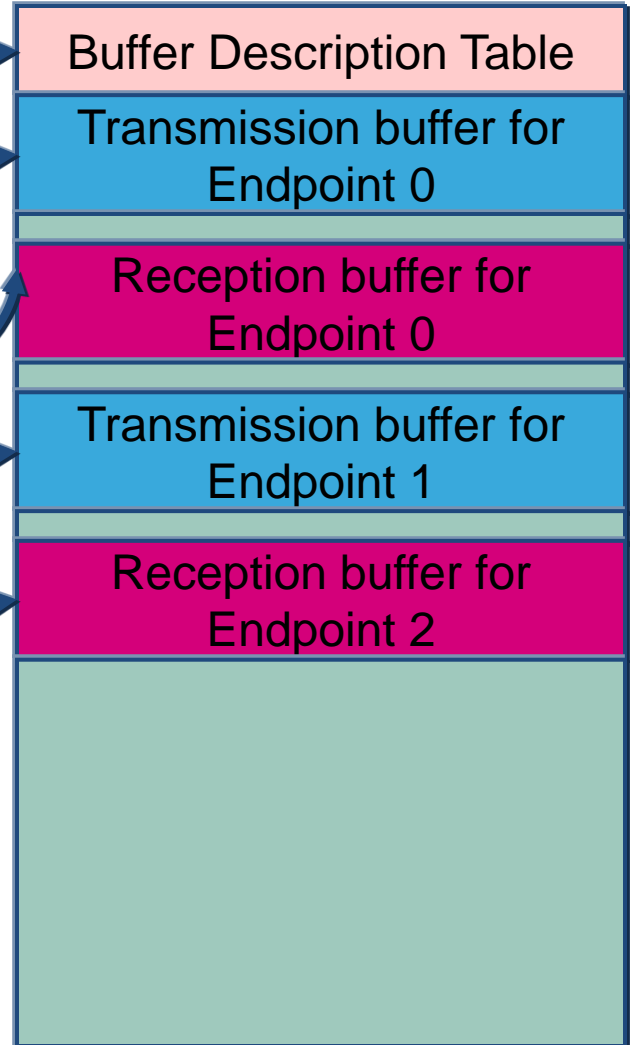 Buffer Description Table
Transmission buffer for
Endpoint 0
Reception buffer for
Endpoint 0
Transmission buffer for
Endpoint 1
Reception buffer for
Endpoint 2